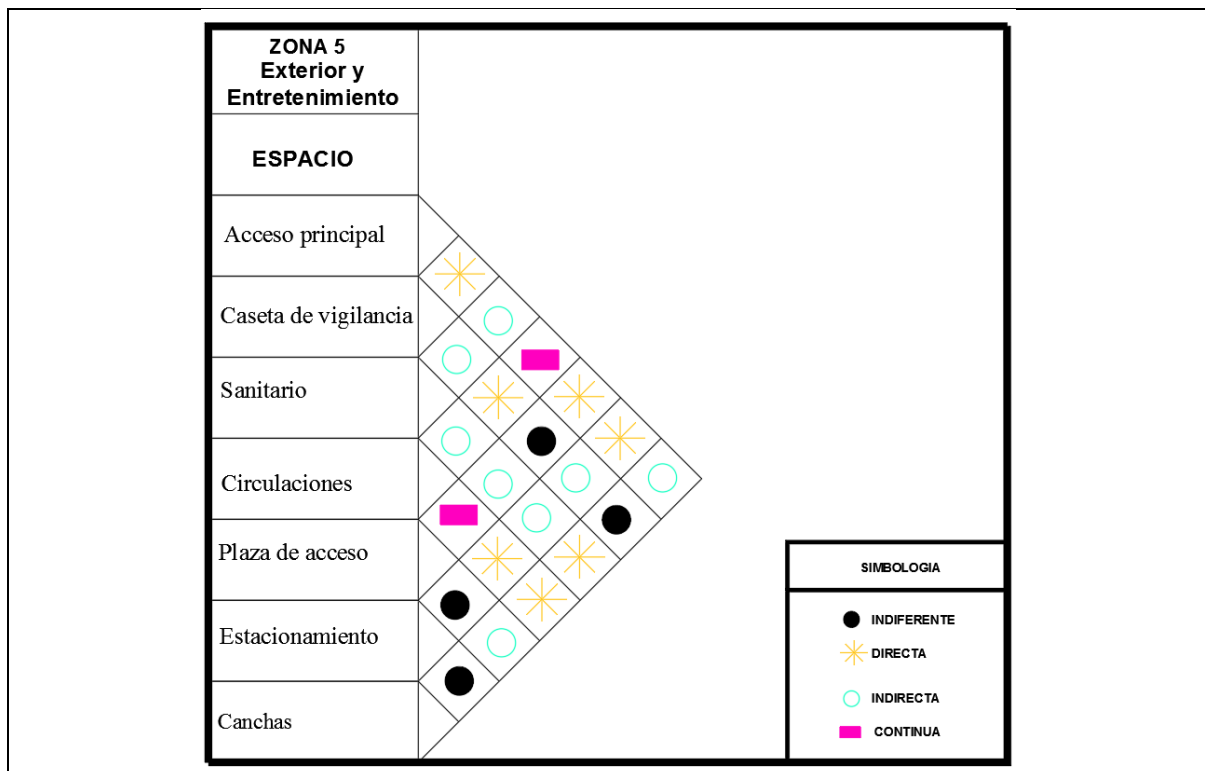 ZONA 5
Exterior y
Entretenimiento
ESPACIO
Acceso principal
Caseta de vigilancia
Sanitario
Circulaciones
Plaza de acceso
Estacionamiento
Canchas
SIMBOLOGIA
INDIFERENTE
DIRECTA
INDIRECTA
CONTINUA